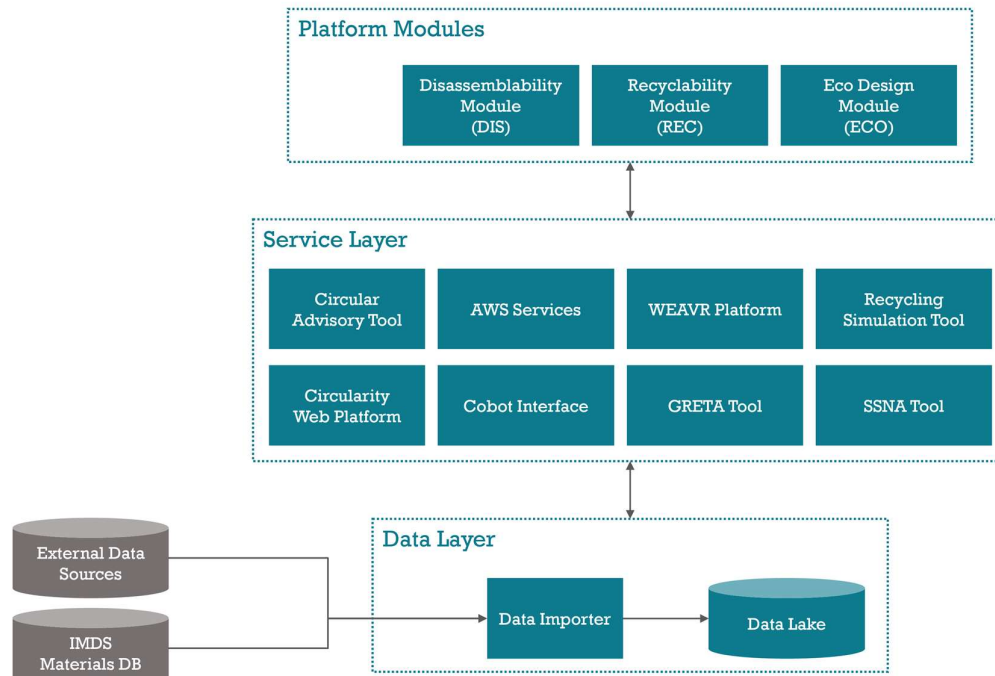 Platform Modules
Disassemblability
Module
(DIS)
Recyclability
Module
(REC)
Eco Design
Module
(ECO)
Service Layer
Circular
Advisory Tool
AWS Services
WEAVR Platform
Recycling
Simulation Tool
Circularity
Web Platform
Cobot Interface
GRETA Tool
SSNA Tool
External Data
Sources
IMDS
Materials DB
Data Layer
Data Importer
Data Lake